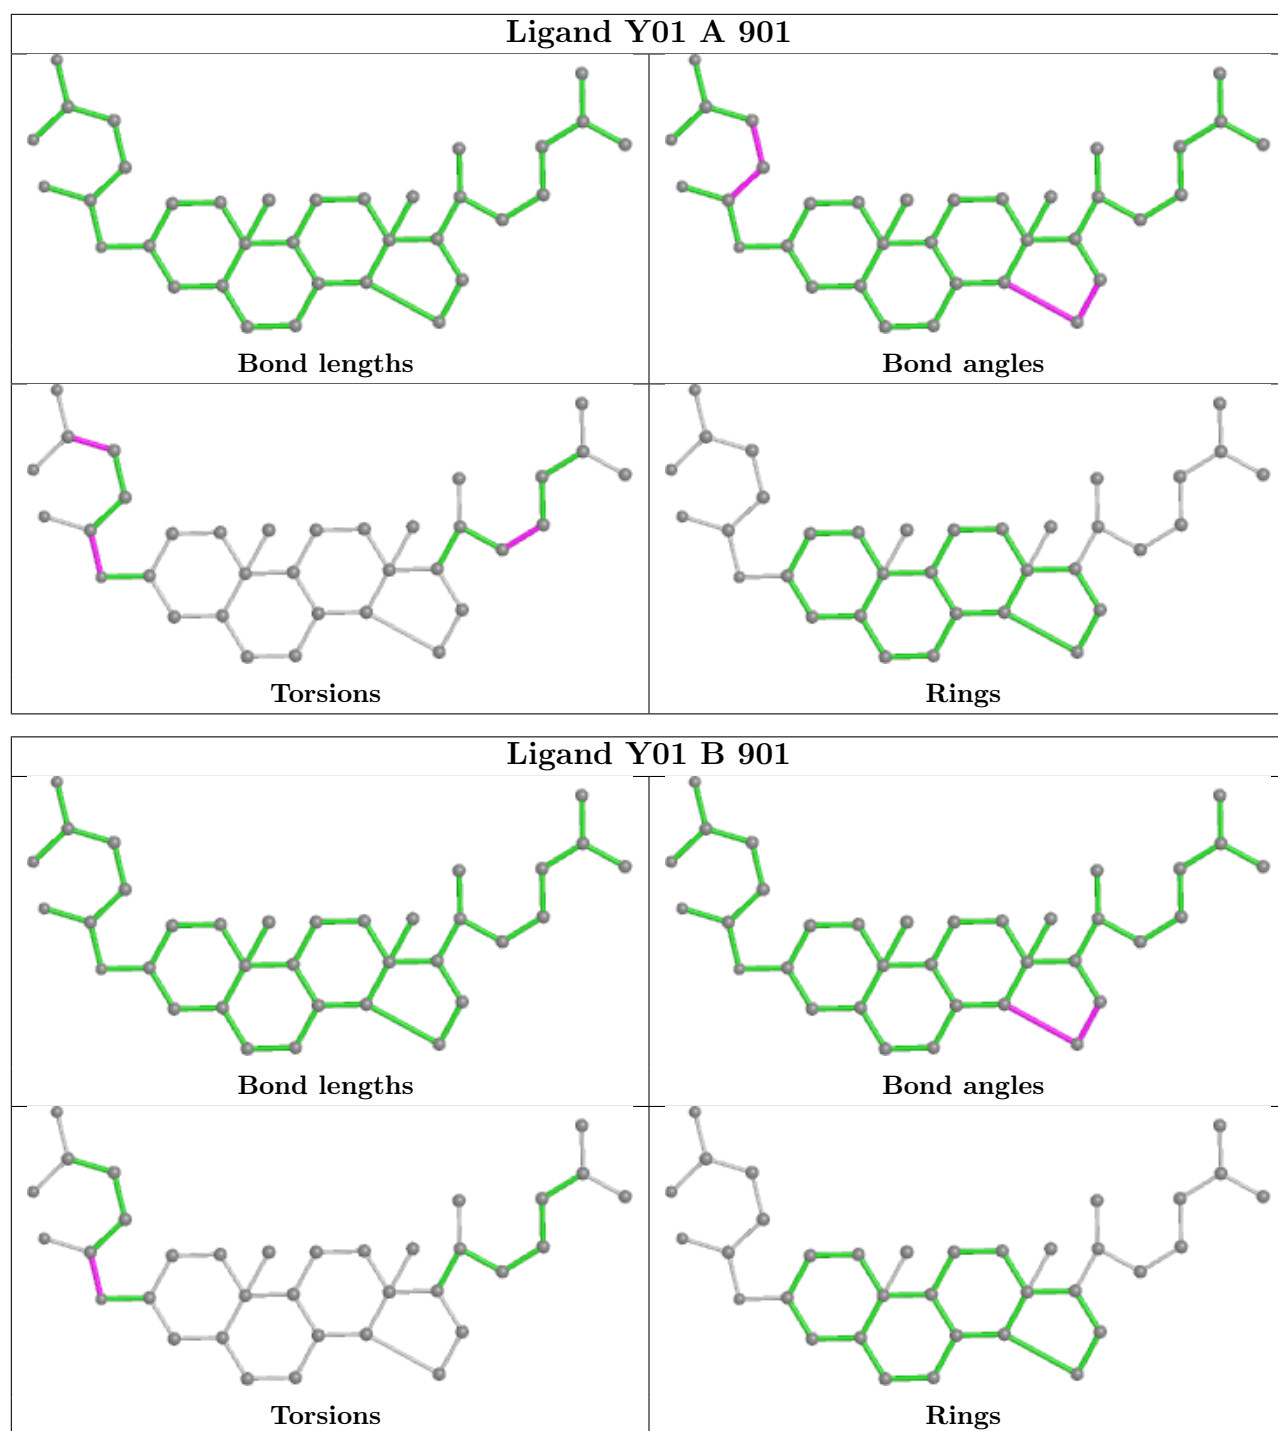 Ligand Y01 A 901
Bond lengths
Bond angles
Torsions
Rings
Ligand Y01 B 901
Bond lengths
Bond angles
Torsions
Rings